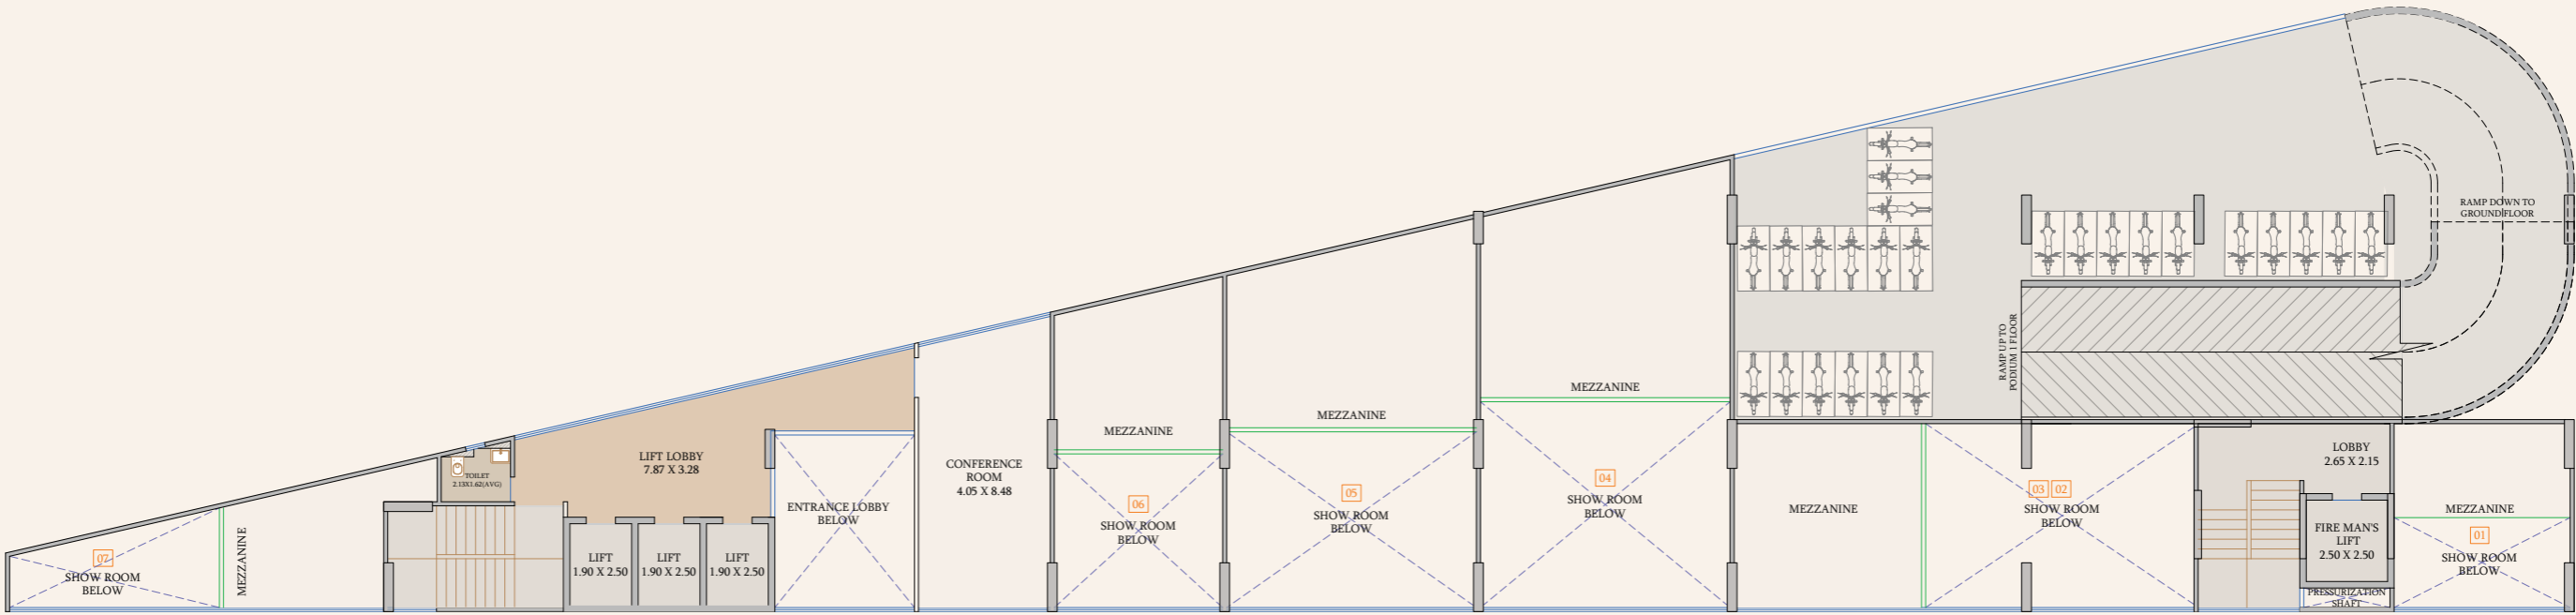 07
SHOW ROOM
BELOW
MEZZANINE
TOILET
2.13X1.62(AVG)
LIFT LOBBY
7.87 X 3.28
LIFT
1.90 X 2.50
LIFT
1.90 X 2.50
LIFT
1.90 X 2.50
ENTRANCE LOBBY
BELOW
CONFERENCE
ROOM
4.05 X 8.48
MEZZANINE
06
SHOW ROOM
BELOW
MEZZANINE
05
SHOW ROOM
BELOW
MEZZANINE
04
SHOW ROOM
BELOW
MEZZANINE
03 02
SHOW ROOM
BELOW
RAMP UP TO
PODIUM 1 FLOOR
RAMP DOWN TO
GROUND FLOOR
LOBBY
2.65 X 2.15
FIRE MAN'S
LIFT
2.50 X 2.50
PRESSURIZATION
SHAFT
MEZZANINE
01
SHOW ROOM
BELOW